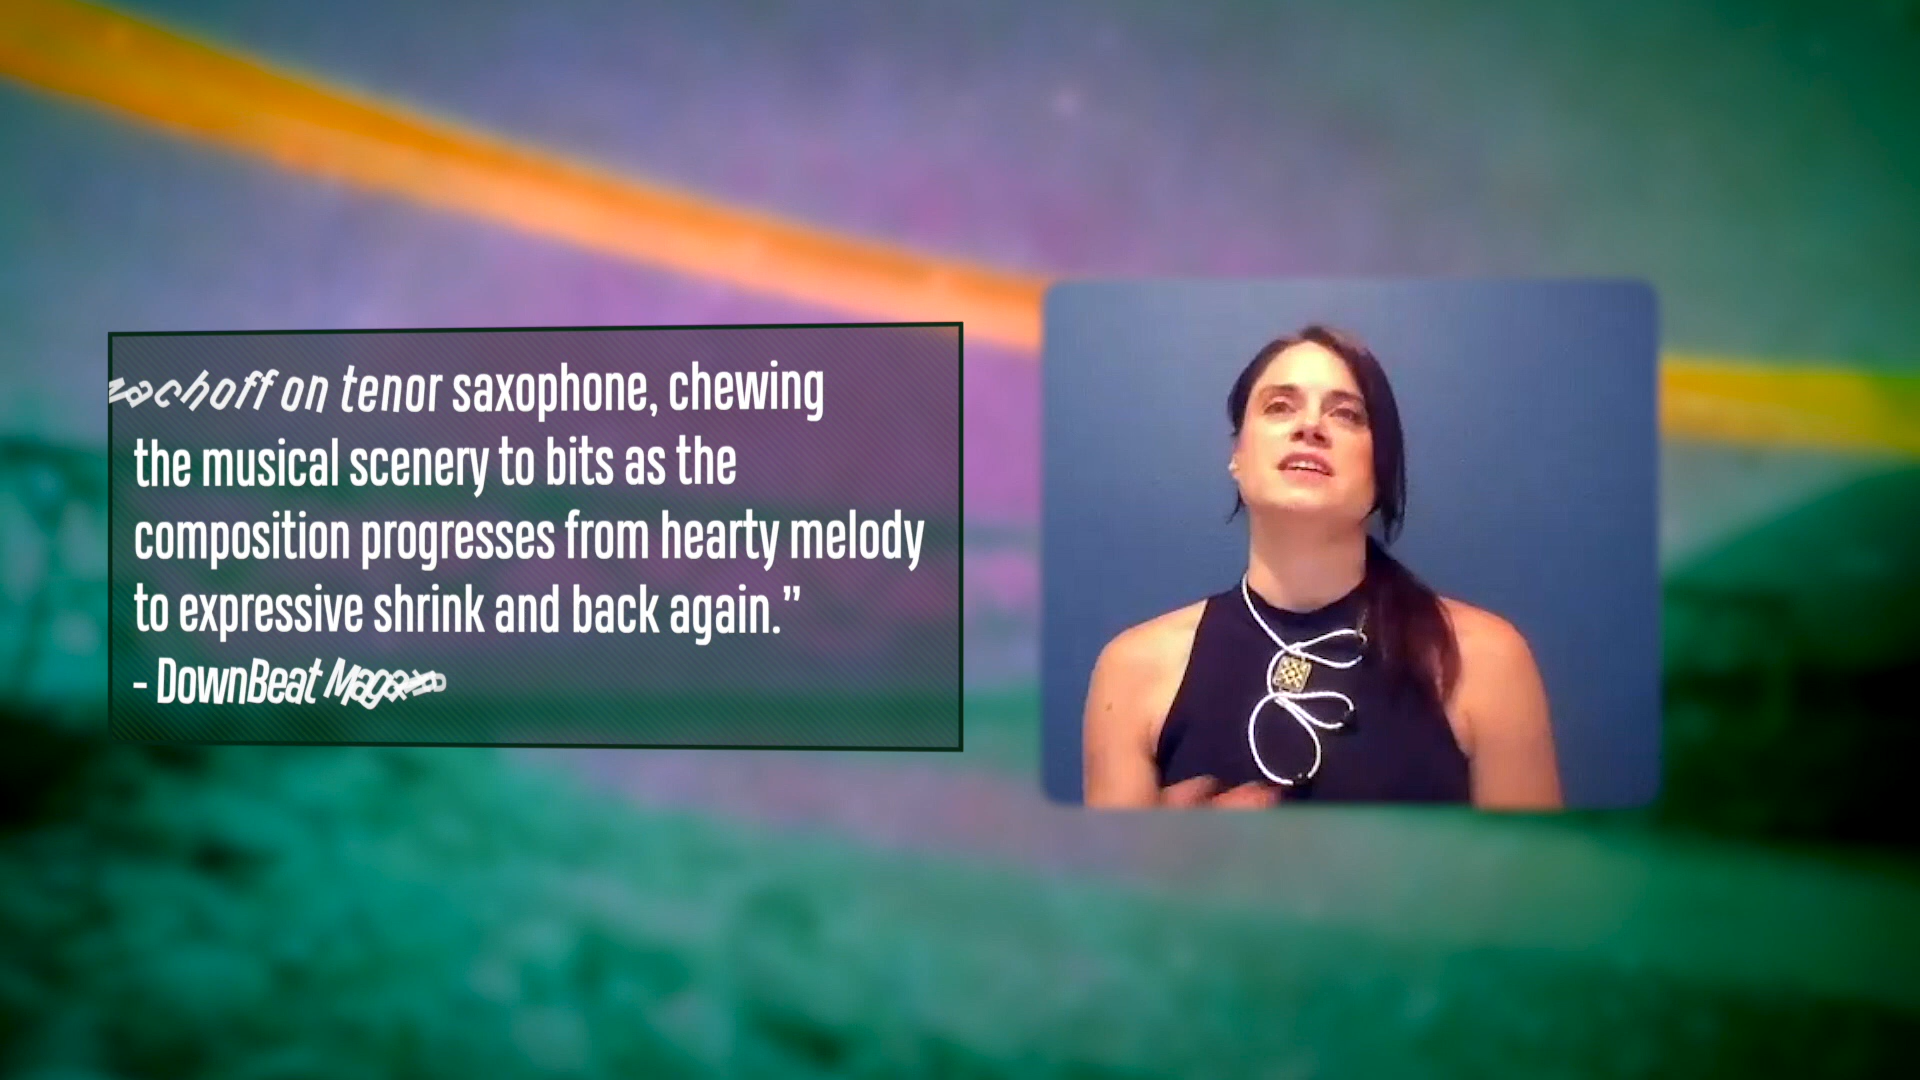 on tenor saxophone, chewing
the musical scenery to bits as the
composition progresses from hearty melody
to expressive shrink and back again.”
- DownBeat